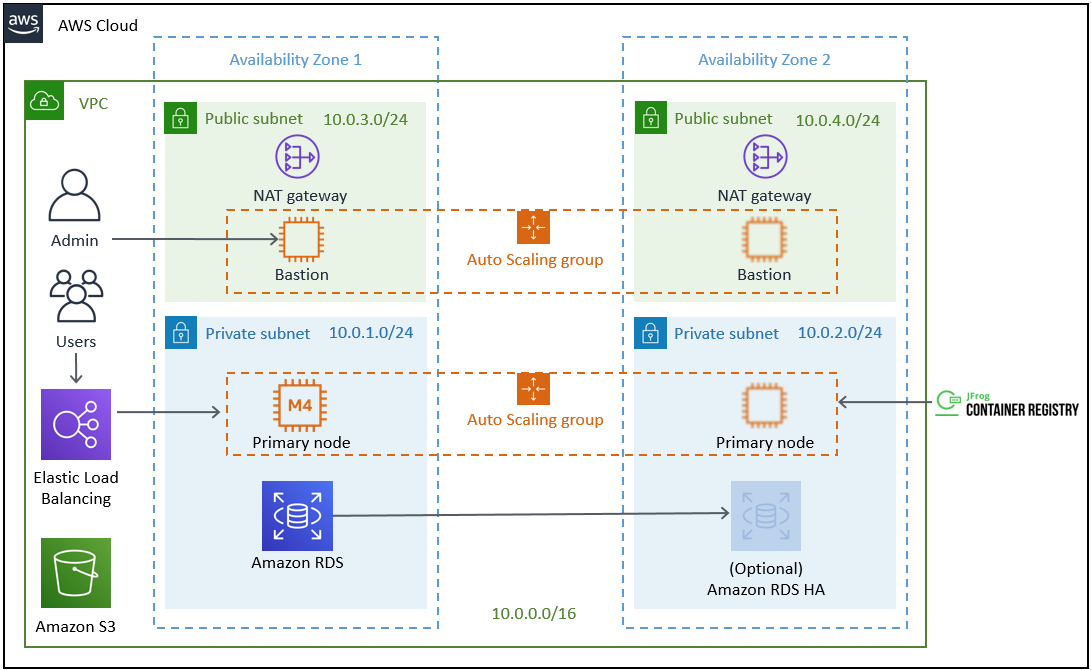 aws
AWS Cloud
Availability Zone 1
Availability Zone 2
VPC
Public subnet 10.0.3.0/24
Public subnet 10.0.4.0/24
NAT gateway
NAT gateway
Admin
Bastion
Auto Scaling group
Bastion
Users
Private subnet 10.0.1.0/24
Private subnet 10.0.2.0/24
M4
Primary node
Auto Scaling group
Primary node
JFrog
CONTAINER REGISTRY
Elastic Load
Balancing
Amazon RDS
(Optional)
Amazon RDS HA
Amazon S3
10.0.0.0/16